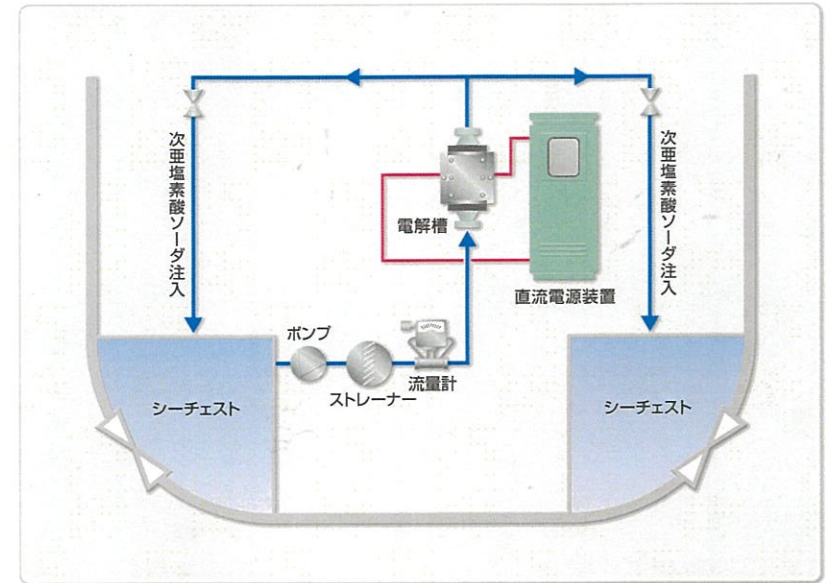 次亜塩素酸ソーダ注入
次亜塩素酸ソーダ注入
電解槽
直流電源装置
ポンプ
ストレーナー
流量計
シーチェスト
シーチェスト